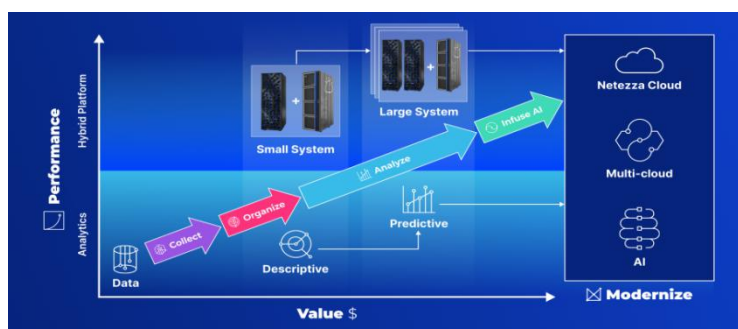 Performance
Hybrid Platform
Analytics
Small System
Large System
Data
Collect
Organize
Analyze
Infuse AI
Descriptive
Predictive
Netezza Cloud
Multi-cloud
AI
Value $
Modernize